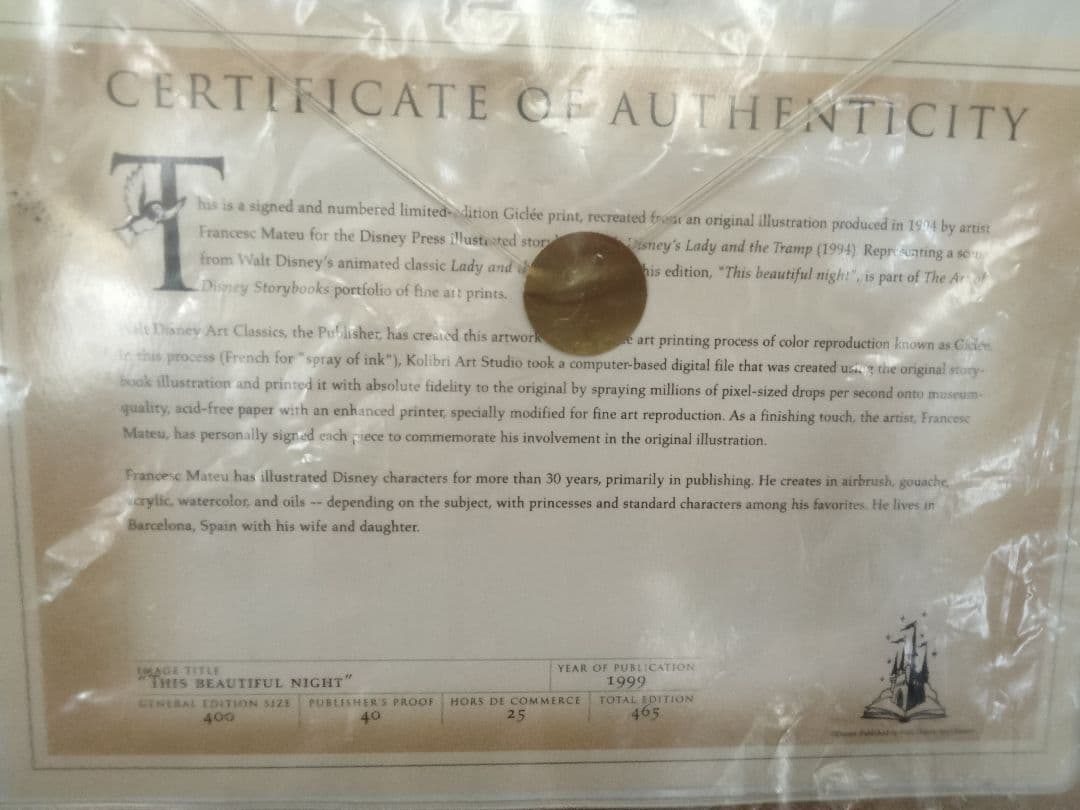 CERTIFICATE OF AUTHENTICITY
This is a signed and numbered limited-edition Giclée print, recreated from an original illustration produced in 1994 by artist
Francesc Mateu for the Disney Press illustrated Disney's Lady and the Tramp (1994). Representing a
from Walt Disney's animated classic Lady and this edition, "This beautiful night", is part of The Art of
Disney Storybooks portfolio of fine art prints.
Walt Disney Art Classics, the Publisher, has created this artwork art printing process of color reproduction known as Giclée.
In this process (French for "spray of ink"), Kolibri Art Studio took a computer-based digital file that was created using the original story-
book illustration and printed it with absolute fidelity to the original by spraying millions of pixel-sized drops per second onto museum-
quality, acid-free paper with an enhanced printer, specially modified for fine art reproduction. As a finishing touch, the artist, Francesc
Mateu, has personally signed each piece to commemorate his involvement in the original illustration.
Francesc Mateu has illustrated Disney characters for more than 30 years, primarily in publishing. He creates in airbrush, gouache,
acrylic, watercolor, and oils -- depending on the subject, with princesses and standard characters among his favorites. He lives in
Barcelona, Spain with his wife and daughter.
IMAGE TITLE YEAR OF PUBLICATION
"THIS BEAUTIFUL NIGHT" 1999
GENERAL EDITION SIZE PUBLISHER'S PROOF HORS DE COMMERCE TOTAL EDITION
400 40 25 465